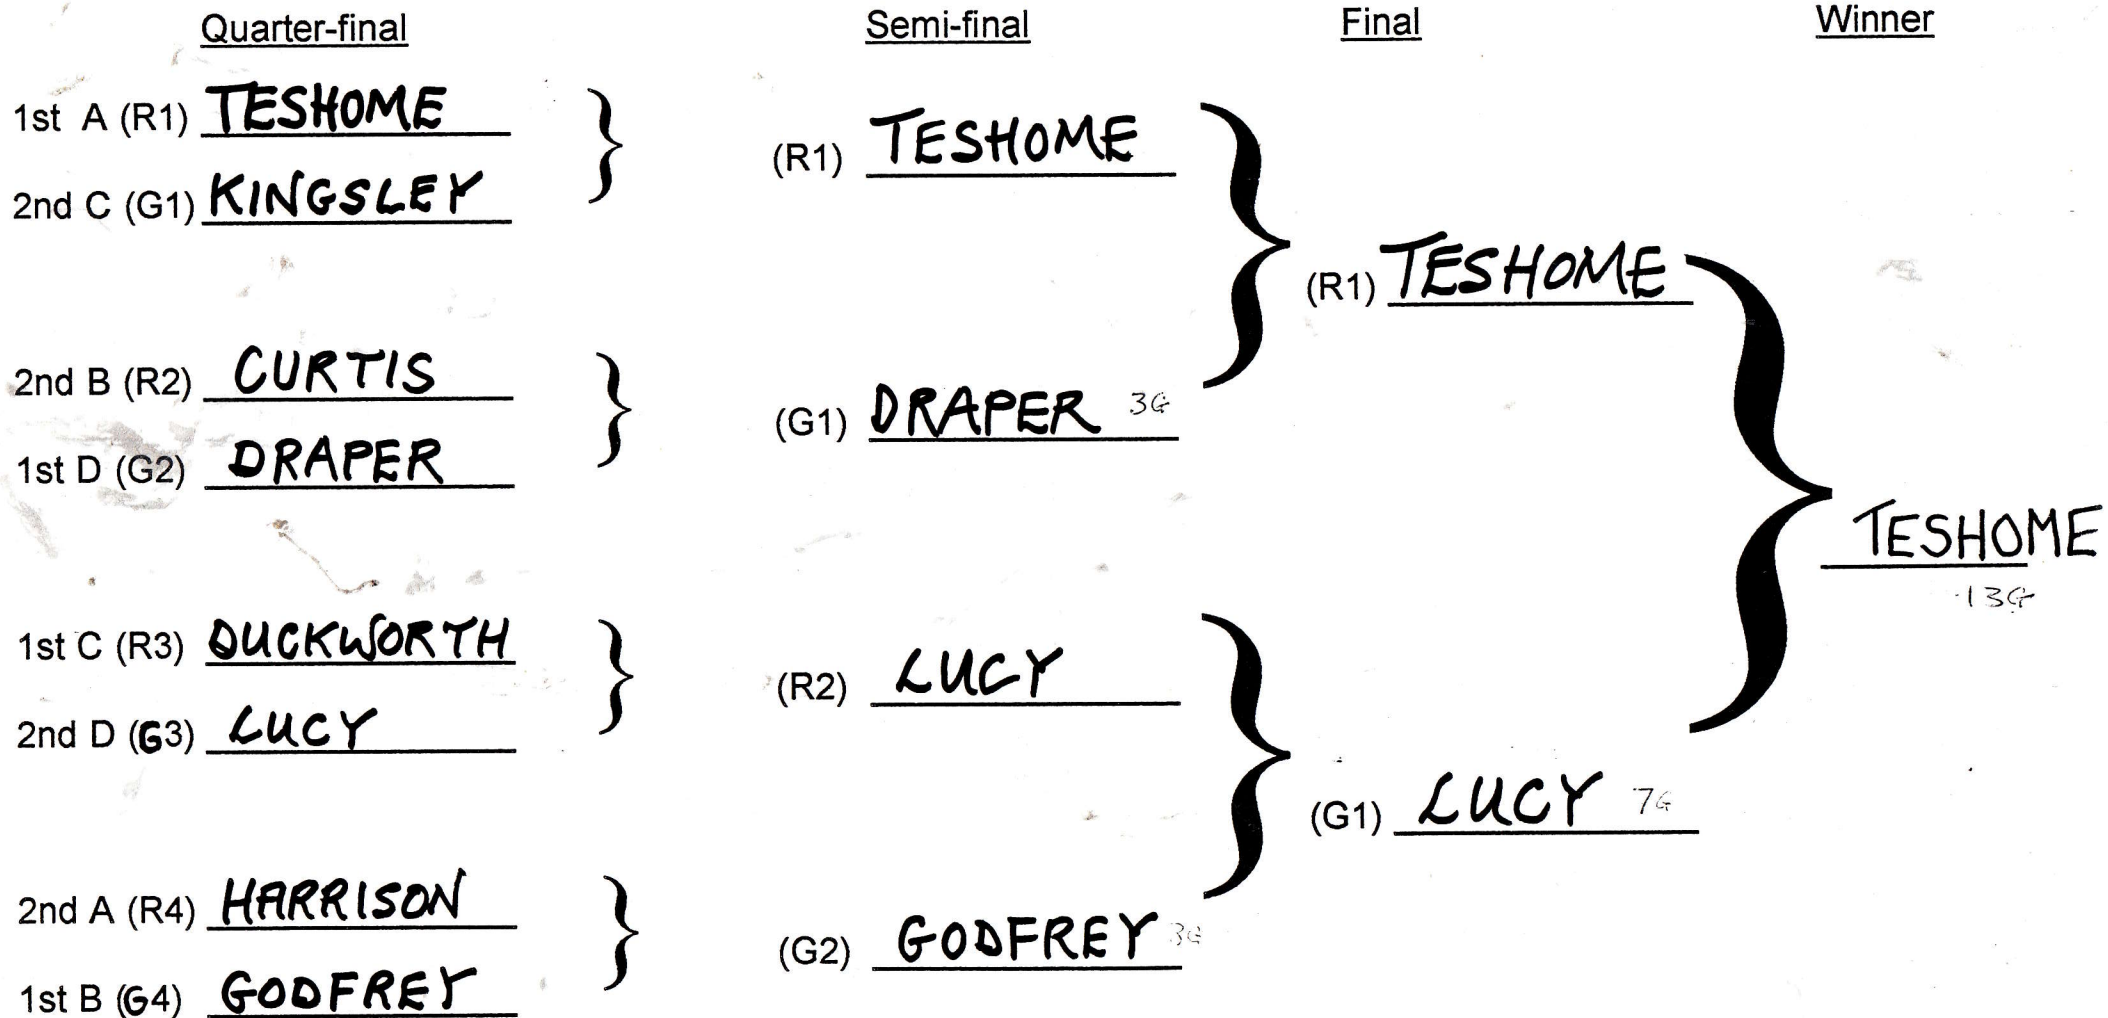 Quarter-final Semi-final Final Winner
1st A (R1) TESHOME
2nd C (G1) KINGSLEY
2nd B (R2) CURTIS
1st D (G2) DRAPER
1st C (R3) DUCKWORTH
2nd D (G3) LUCY
2nd A (R4) HARRISON
1st B (G4) GODFREY
(R1) TESHOME
(G1) DRAPER 3G
(R2) LUCY
(G2) GODFREY 3G
(R1) TESHOME
(G1) LUCY 7G
TESHOME
13G